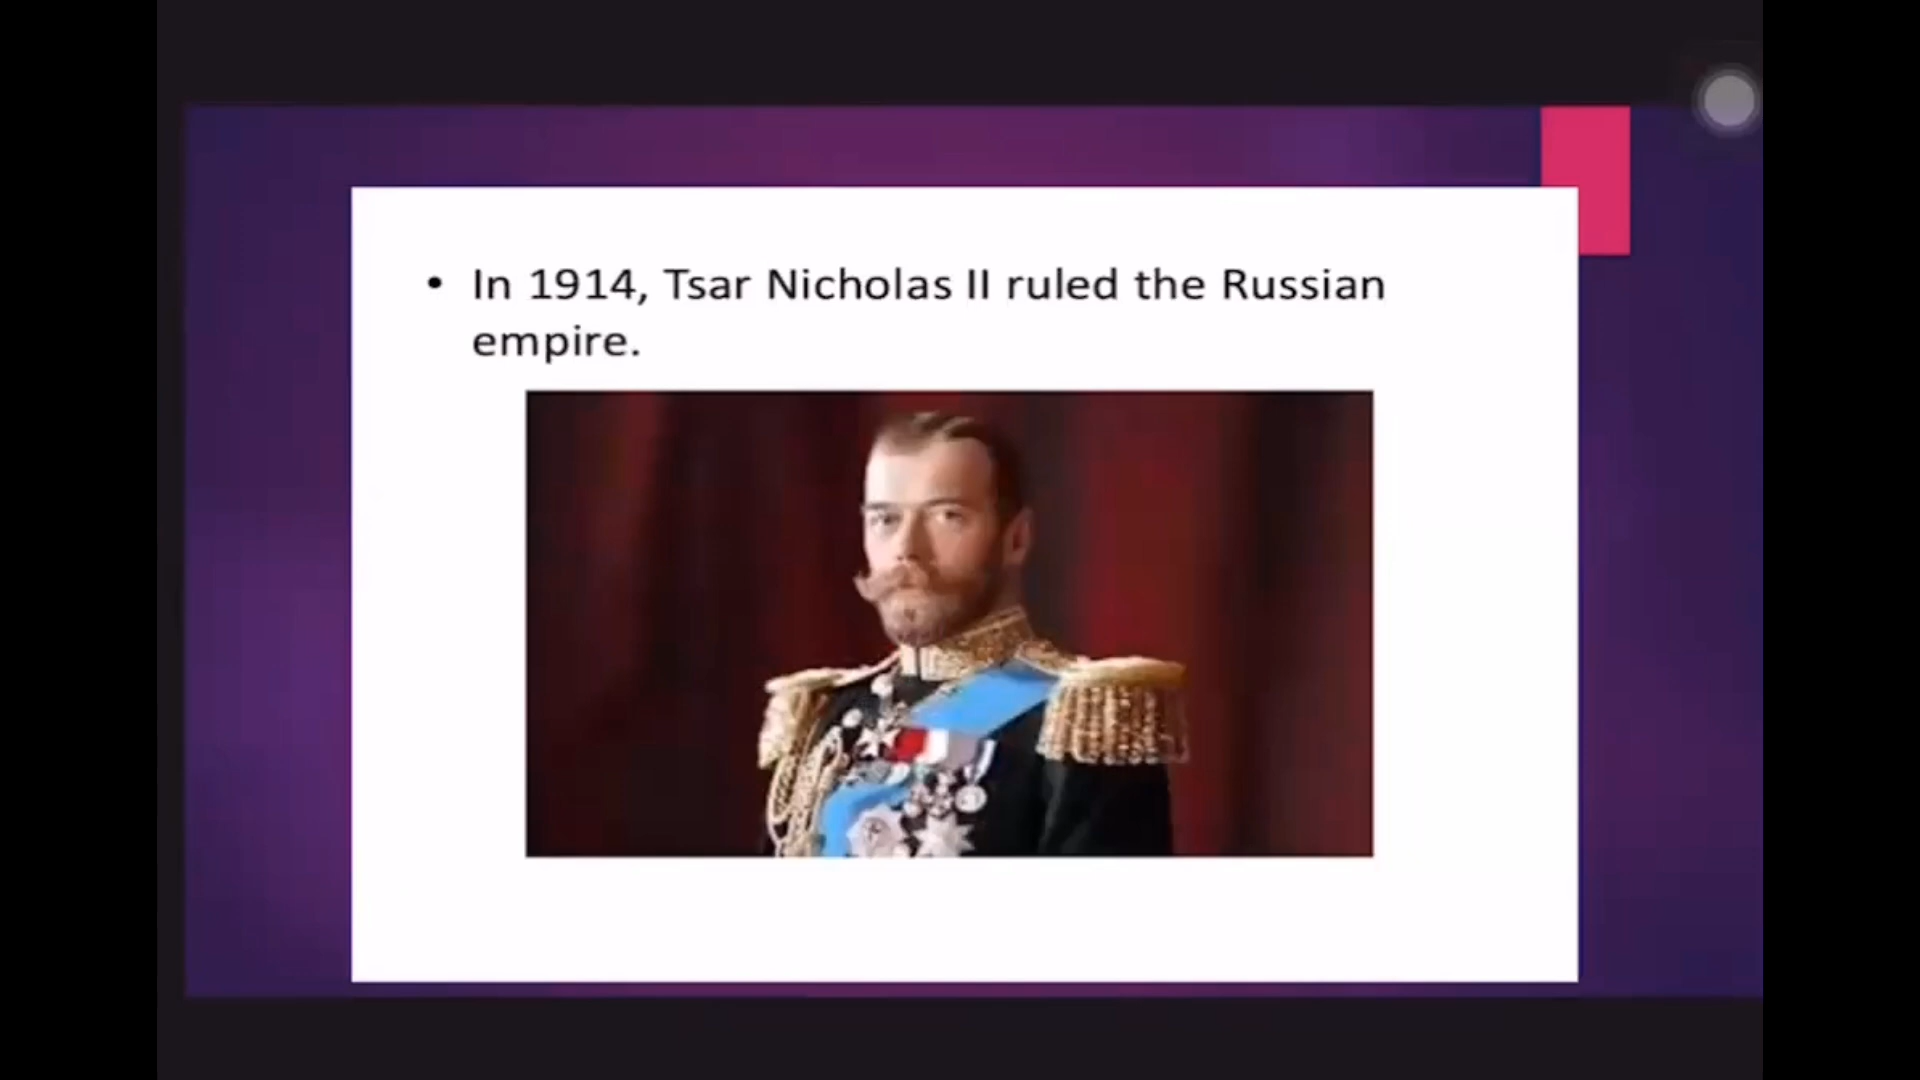 • In 1914, Tsar Nicholas II ruled the Russian
empire.